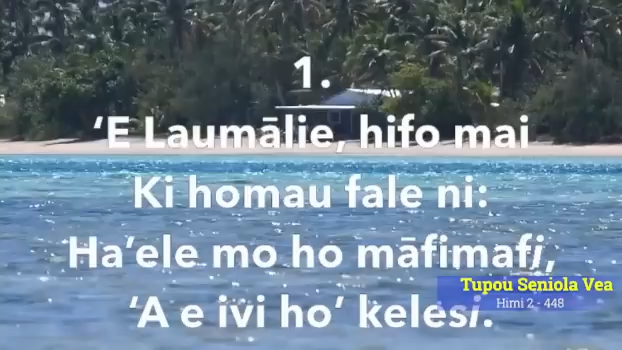 1.
‘E Laumālie, hifo mai
Ki homau fale ni:
Ha’ele mo ho māfimafi,
‘A e ivi ho’ kelesi.
Tupou Seniola Vea
Himi 2 - 448